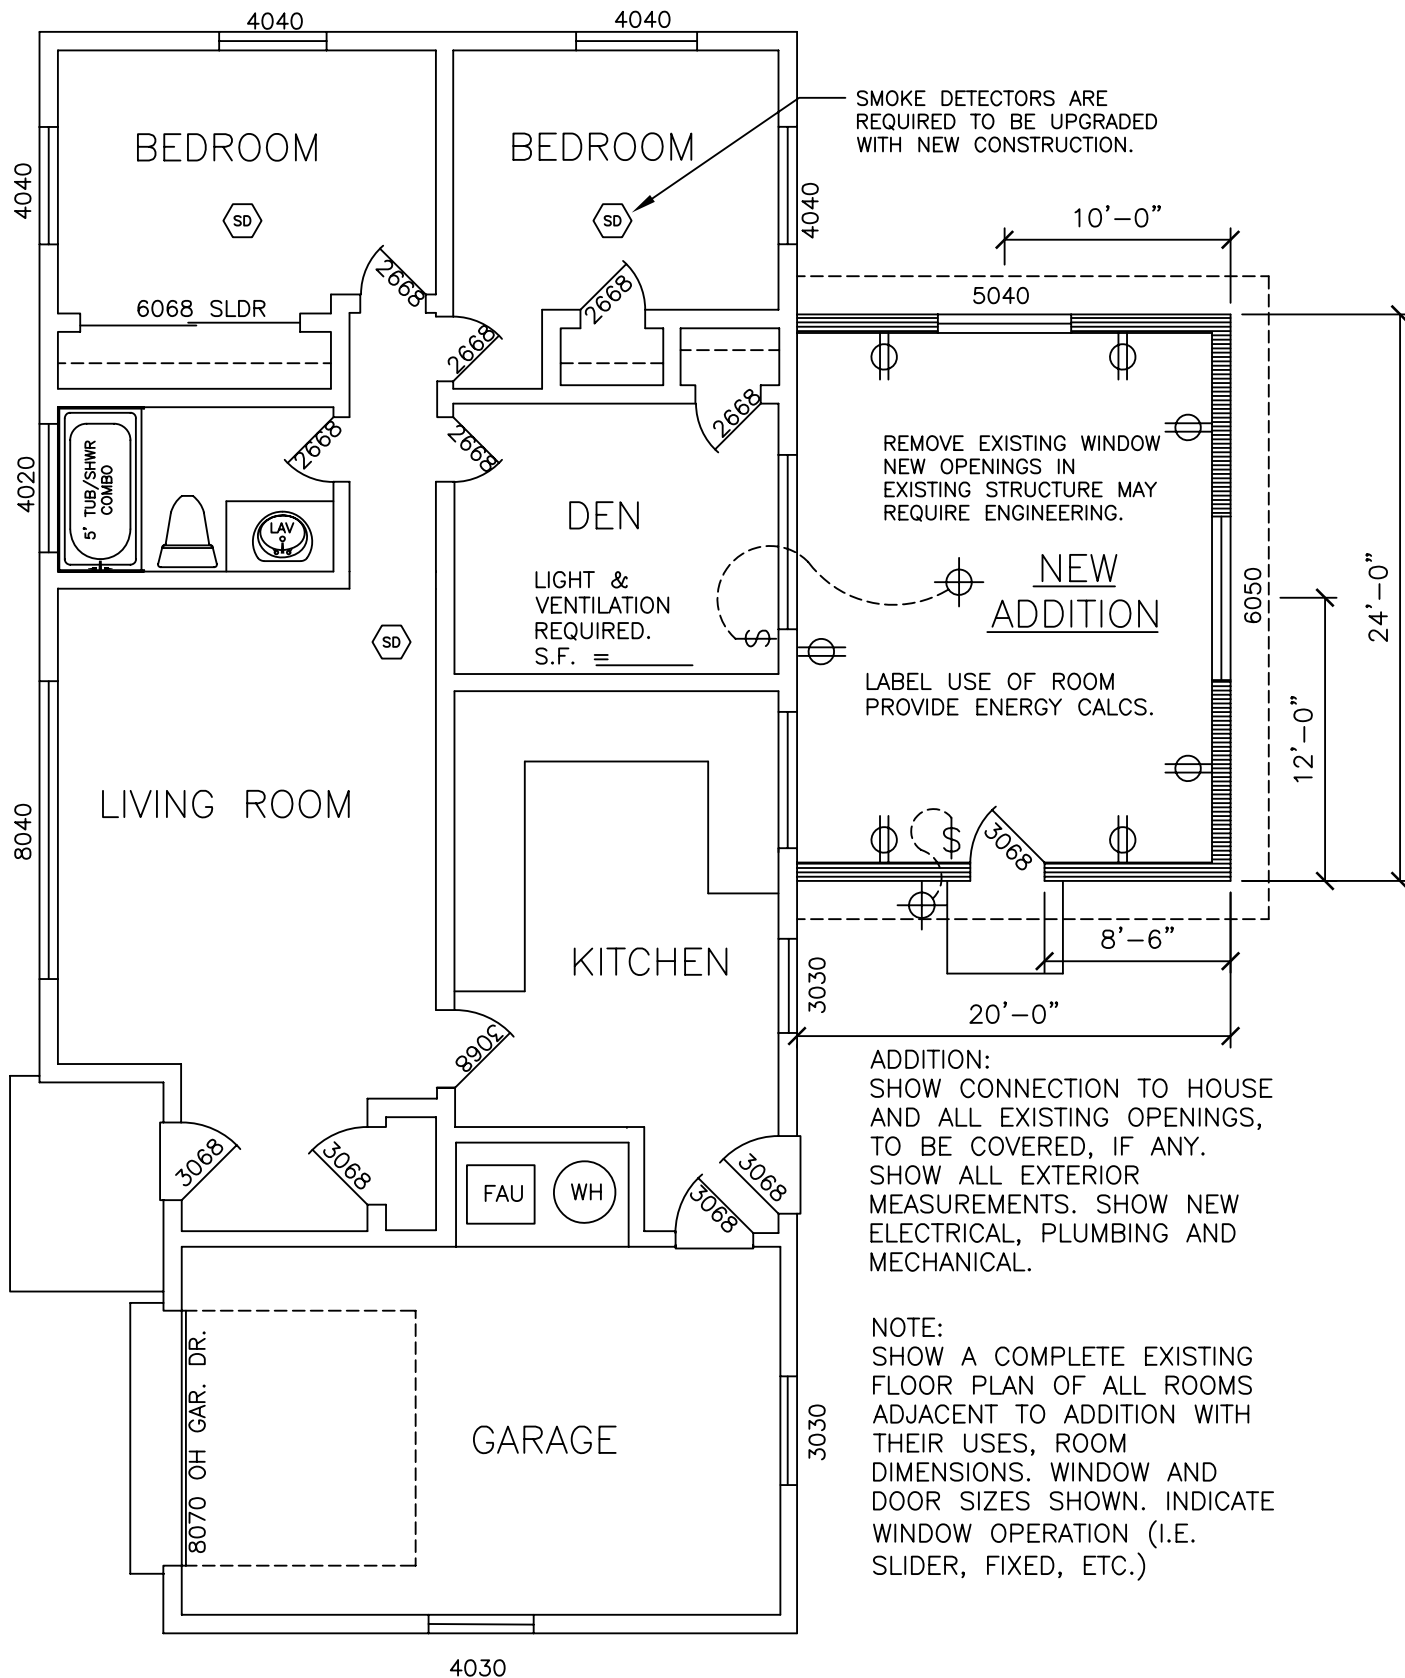 4040
4040
SMOKE DETECTORS ARE
REQUIRED TO BE UPGRADED
WITH NEW CONSTRUCTION.
BEDROOM
BEDROOM
4040
SD
SD
4040
10'-0"
2668
2668
6068 SLDR
5040
2668
2668
2668
2668
4020
5' TUB/SHWR
COMBO
LAV
DEN
REMOVE EXISTING WINDOW
NEW OPENINGS IN
EXISTING STRUCTURE MAY
REQUIRE ENGINEERING.
LIGHT &
VENTILATION
REQUIRED.
S.F. =
$
NEW
ADDITION
6050
24'-0"
SD
LABEL USE OF ROOM
PROVIDE ENERGY CALCS.
12'-0"
LIVING ROOM
8040
$
3068
8'-6"
KITCHEN
3030
20'-0"
3068
ADDITION:
SHOW CONNECTION TO HOUSE
AND ALL EXISTING OPENINGS,
TO BE COVERED, IF ANY.
SHOW ALL EXTERIOR
MEASUREMENTS. SHOW NEW
ELECTRICAL, PLUMBING AND
MECHANICAL.
3068
3068
FAU
WH
3068
3068
NOTE:
SHOW A COMPLETE EXISTING
FLOOR PLAN OF ALL ROOMS
ADJACENT TO ADDITION WITH
THEIR USES, ROOM
DIMENSIONS. WINDOW AND
DOOR SIZES SHOWN. INDICATE
WINDOW OPERATION (I.E.
SLIDER, FIXED, ETC.)
8070 OH GAR. DR.
GARAGE
3030
4030